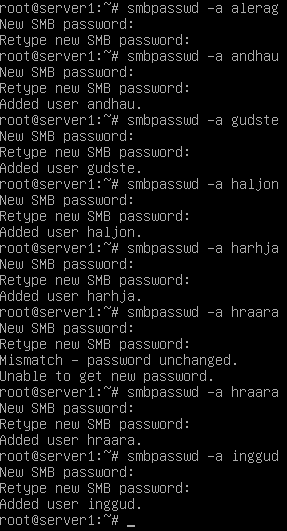 root@server1:~# smbpasswd -a alerag
New SMB password:
Retype new SMB password:
root@server1:~# smbpasswd -a andhau
New SMB password:
Retype new SMB password:
Added user andhau.
root@server1:~# smbpasswd -a gudste
New SMB password:
Retype new SMB password:
Added user gudste.
root@server1:~# smbpasswd -a haljon
New SMB password:
Retype new SMB password:
Added user haljon.
root@server1:~# smbpasswd -a harhja
New SMB password:
Retype new SMB password:
Added user harhja.
root@server1:~# smbpasswd -a hraara
New SMB password:
Retype new SMB password:
Mismatch - password unchanged.
Unable to get new password.
root@server1:~# smbpasswd -a hraara
New SMB password:
Retype new SMB password:
Added user hraara.
root@server1:~# smbpasswd -a inggud
New SMB password:
Retype new SMB password:
Added user inggud.
root@server1:~# _